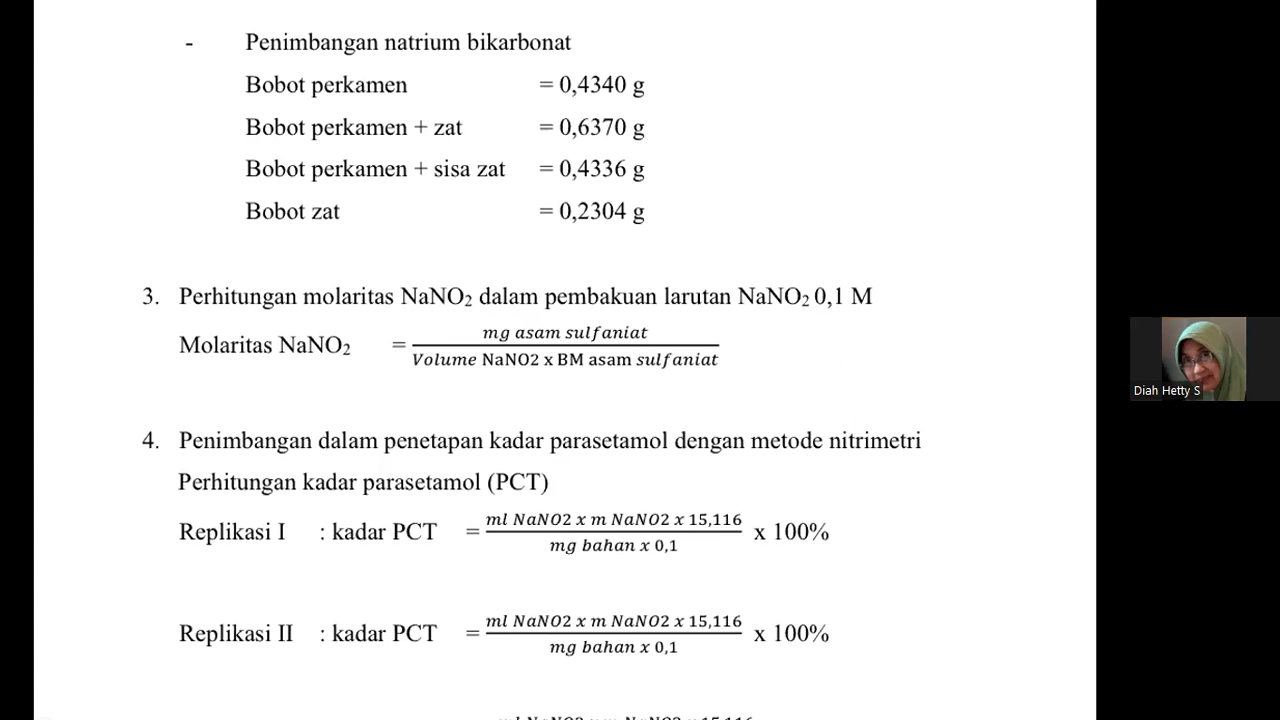 - Penimbangan natrium bikarbonat
Bobot perkamen = 0,4340 g
Bobot perkamen + zat = 0,6370 g
Bobot perkamen + sisa zat = 0,4336 g
Bobot zat = 0,2304 g
3. Perhitungan molaritas NaNO₂ dalam pembakuan larutan NaNO₂ 0,1 M
mg asam sulfaniat
Molaritas NaNO₂ =
Volume NaNO2 x BM asam sulfaniat
Diah Hetty S
4. Penimbangan dalam penetapan kadar parasetamol dengan metode nitrimetri
Perhitungan kadar parasetamol (PCT)
ml NaNO2 x m NaNO2 x 15,116
Replikasi I : kadar PCT = x 100%
mg bahan x 0,1
ml NaNO2 x m NaNO2 x 15,116
Replikasi II : kadar PCT = x 100%
mg bahan x 0,1